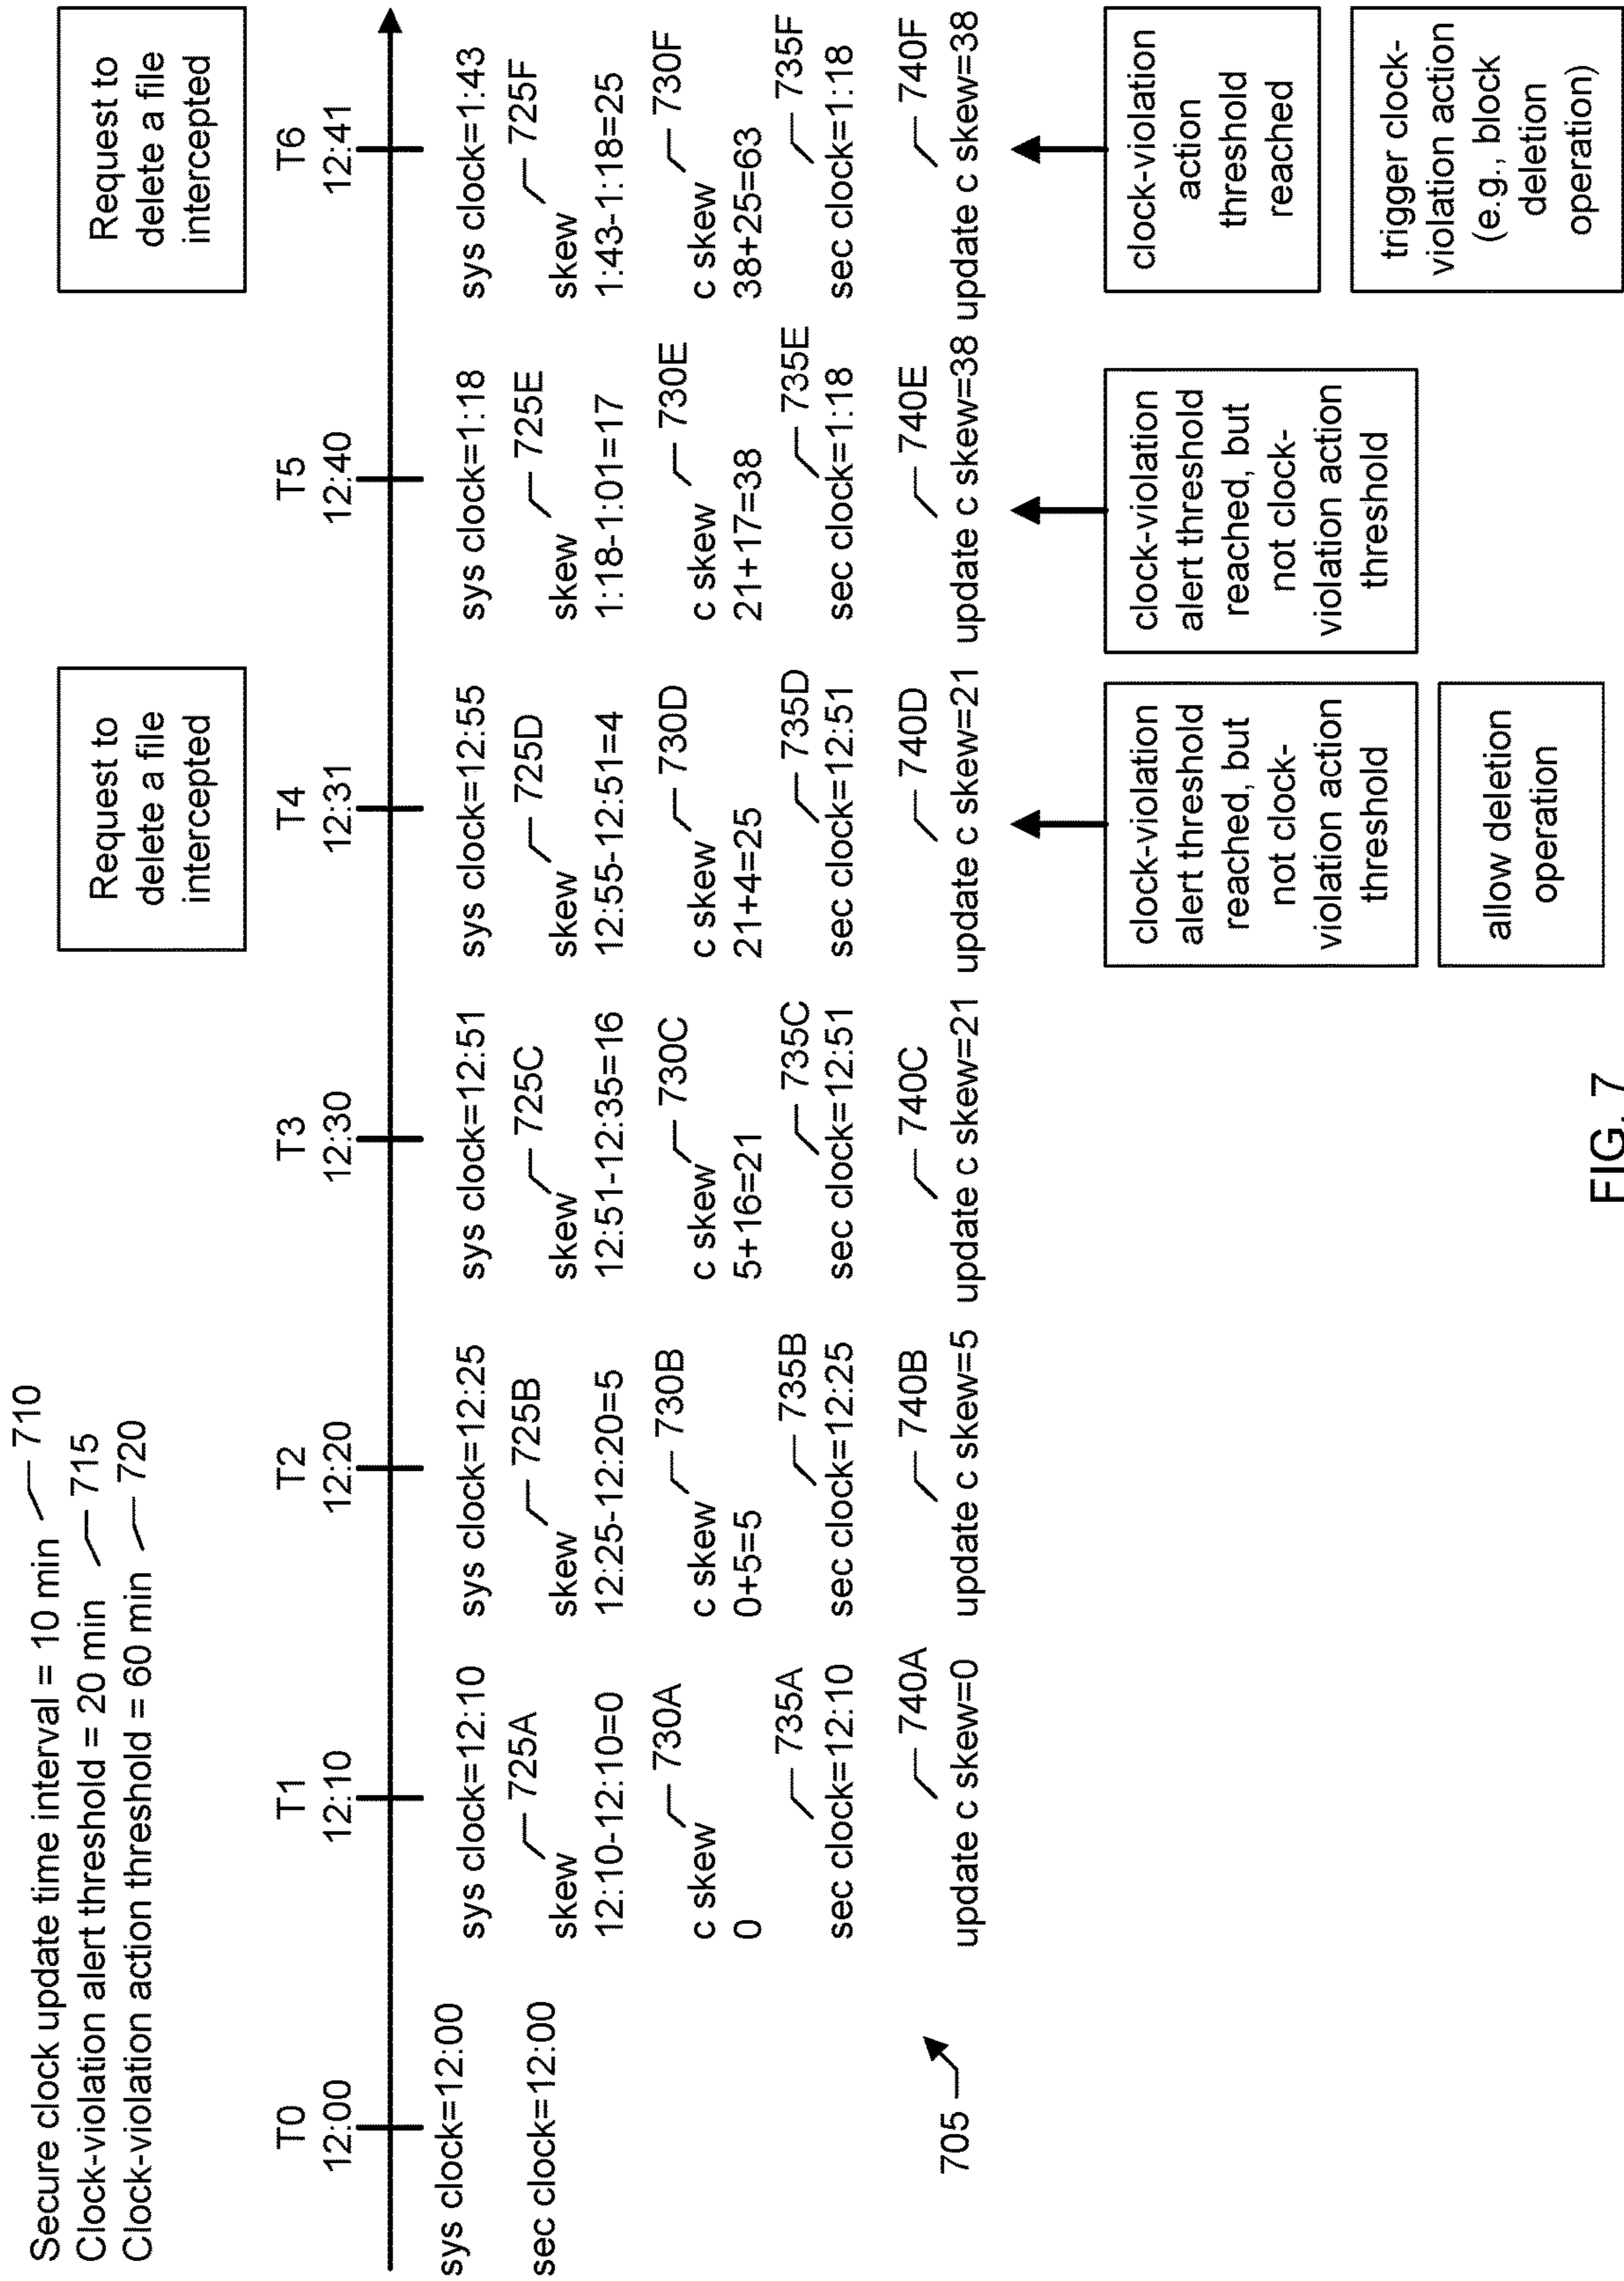 Secure clock update time interval = 10 min 710
Clock-violation alert threshold = 20 min 715
Clock-violation action threshold = 60 min 720
Request to
delete a file
intercepted
Request to
delete a file
intercepted
T0
12:00
sys clock=12:00
sec clock=12:00
705
T1
12:10
sys clock=12:10
725A
skew
12:10-12:10=0
730A
c skew
0
735A
sec clock=12:10
740A
update c skew=0
T2
12:20
sys clock=12:25
725B
skew
12:25-12:20=5
730B
c skew
0+5=5
735B
sec clock=12:25
740B
update c skew=5
T3
12:30
sys clock=12:51
725C
skew
12:51-12:35=16
730C
c skew
5+16=21
735C
sec clock=12:51
740C
update c skew=21
T4
12:31
sys clock=12:55
725D
skew
12:55-12:51=4
730D
c skew
21+4=25
735D
sec clock=12:51
740D
update c skew=21
clock-violation
alert threshold
reached, but
not clock-
violation action
threshold
allow deletion
operation
T5
12:40
sys clock=1:18
725E
skew
1:18-1:01=17
730E
c skew
21+17=38
735E
sec clock=1:18
740E
update c skew=38
clock-violation
alert threshold
reached, but
not clock-
violation action
threshold
T6
12:41
sys clock=1:43
725F
skew
1:43-1:18=25
730F
c skew
38+25=63
735F
sec clock=1:18
740F
update c skew=38
clock-violation
action
threshold
reached
trigger clock-
violation action
(e.g., block
deletion
operation)
FIG. 7